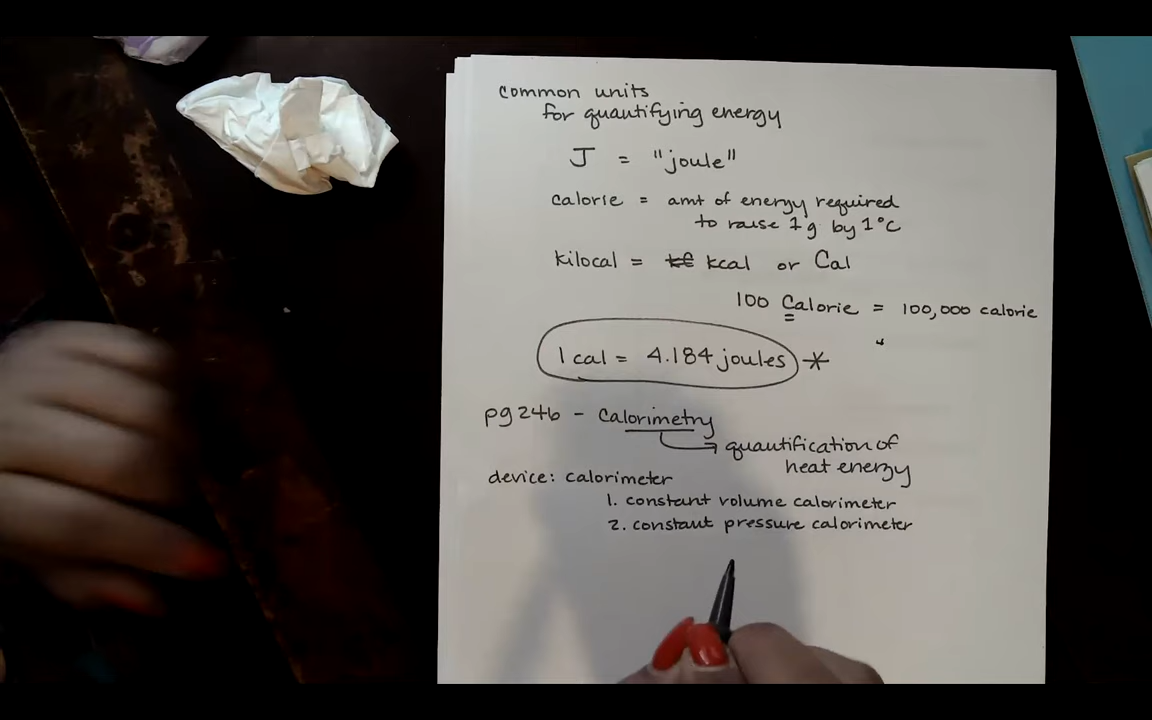 common units
for quantifying energy
J = "joule"
calorie = amt of energy required
to raise 1g by 1°C
kilocal = kcal or Cal
100 Calorie = 100,000 calorie
1 cal = 4.184 joules *
pg 246 - Calorimetry
quantification of
heat energy
device: calorimeter
1. constant volume calorimeter
2. constant pressure calorimeter